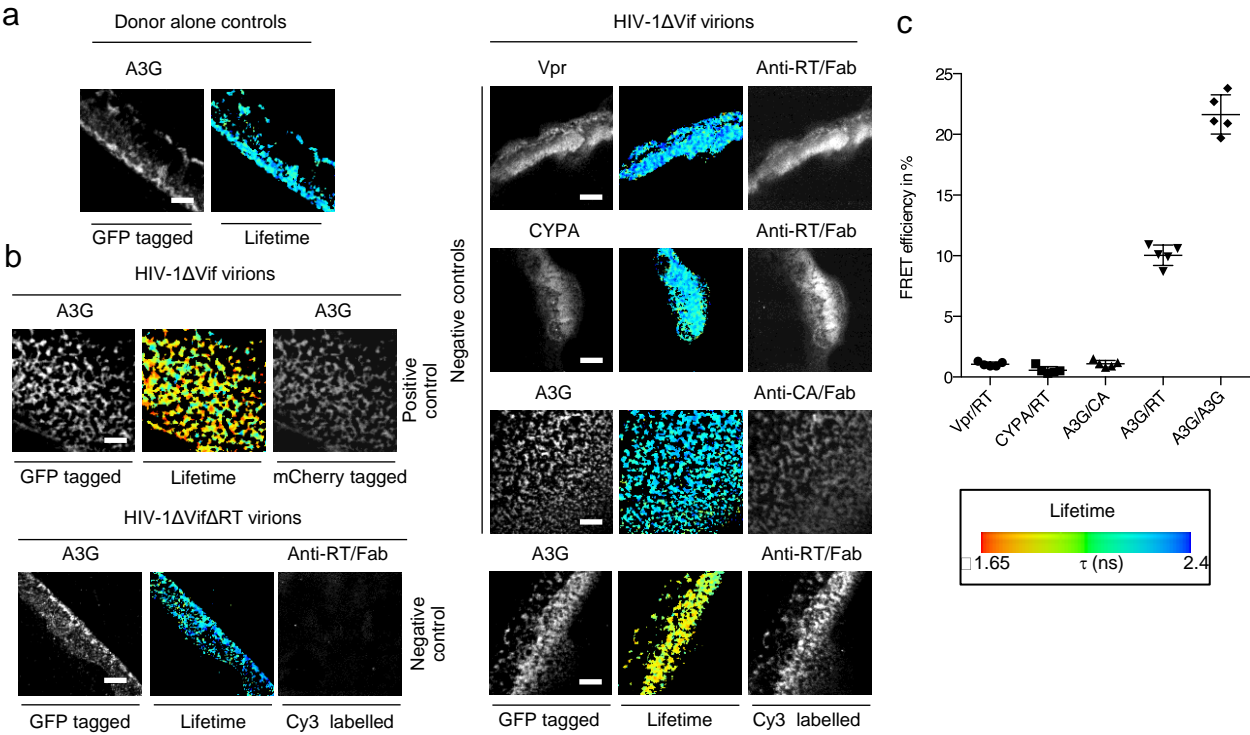 a
Donor alone controls
A3G
GFP tagged
Lifetime
b
HIV-1ΔVif virions
A3G
A3G
Positive
control
GFP tagged
Lifetime
mCherry tagged
HIV-1ΔVifΔRT virions
A3G
Anti-RT/Fab
Negative
control
GFP tagged
Lifetime
Cy3 labelled
HIV-1ΔVif virions
Negative controls
Vpr
Anti-RT/Fab
CYPA
Anti-RT/Fab
A3G
Anti-CA/Fab
A3G
Anti-RT/Fab
GFP tagged
Lifetime
Cy3 labelled
c
FRET efficiency in %
25
20
15
10
5
0
Vpr/RT
CYPA/RT
A3G/CA
A3G/RT
A3G/A3G
Lifetime
1.65 τ (ns) 2.4